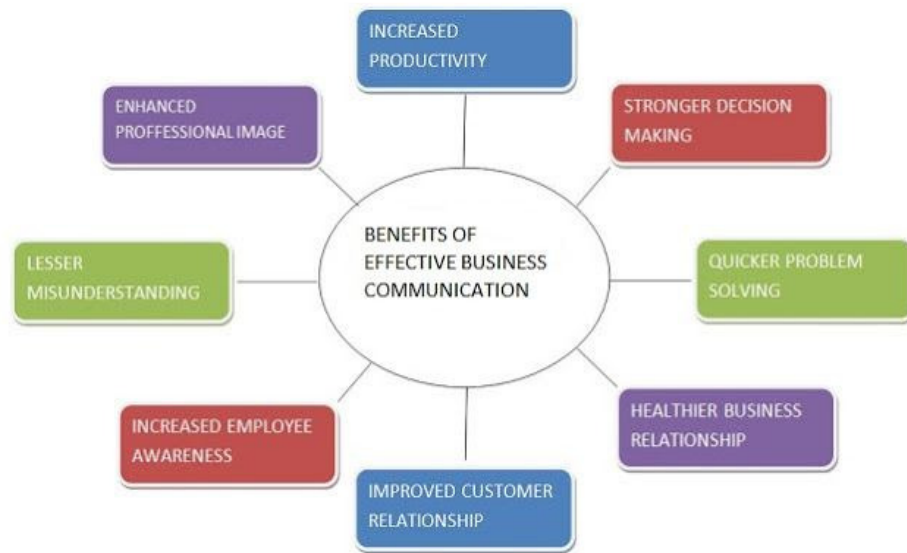 INCREASED
PRODUCTIVITY
STRONGER DECISION
MAKING
QUICKER PROBLEM
SOLVING
HEALTHIER BUSINESS
RELATIONSHIP
IMPROVED CUSTOMER
RELATIONSHIP
INCREASED EMPLOYEE
AWARENESS
LESSER
MISUNDERSTANDING
ENHANCED
PROFFESSIONAL IMAGE
BENEFITS OF
EFFECTIVE BUSINESS
COMMUNICATION